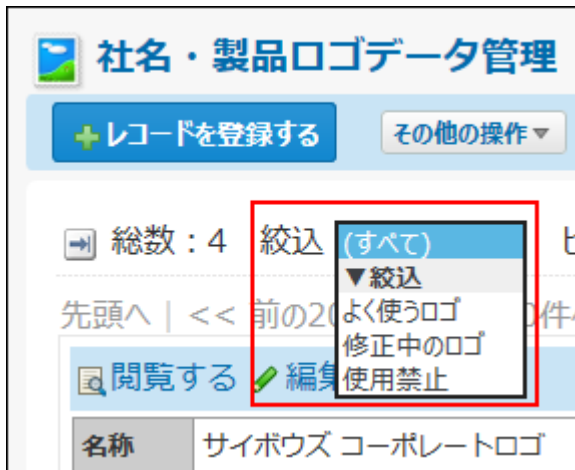 社名・製品ロゴデータ管理
レコードを登録する その他の操作▼
総数：4 絞込 (すべて)
▼絞込
よく使うロゴ
修正中のロゴ
使用禁止
先頭へ | << 前の20 件
閲覧する 編集
名称 サイボウズ コーポレートロゴ